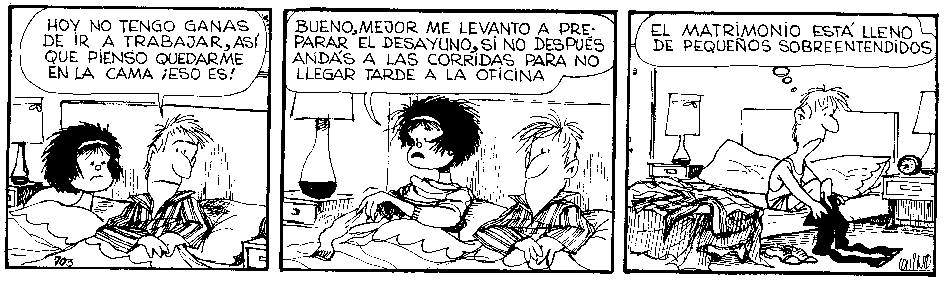 HOY NO TENGO GANAS
DE IR A TRABAJAR, ASÍ
QUE PIENSO QUEDARME
EN LA CAMA ¡ESO ES!
703
BUENO, MEJOR ME LEVANTO A PRE-
PARAR EL DESAYUNO, SI NO DESPUÉS
ANDÁS A LAS CORRIDAS PARA NO
LLEGAR TARDE A LA OFICINA
EL MATRIMONIO ESTÁ LLENO
DE PEQUEÑOS SOBREENTENDIDOS
QUINO